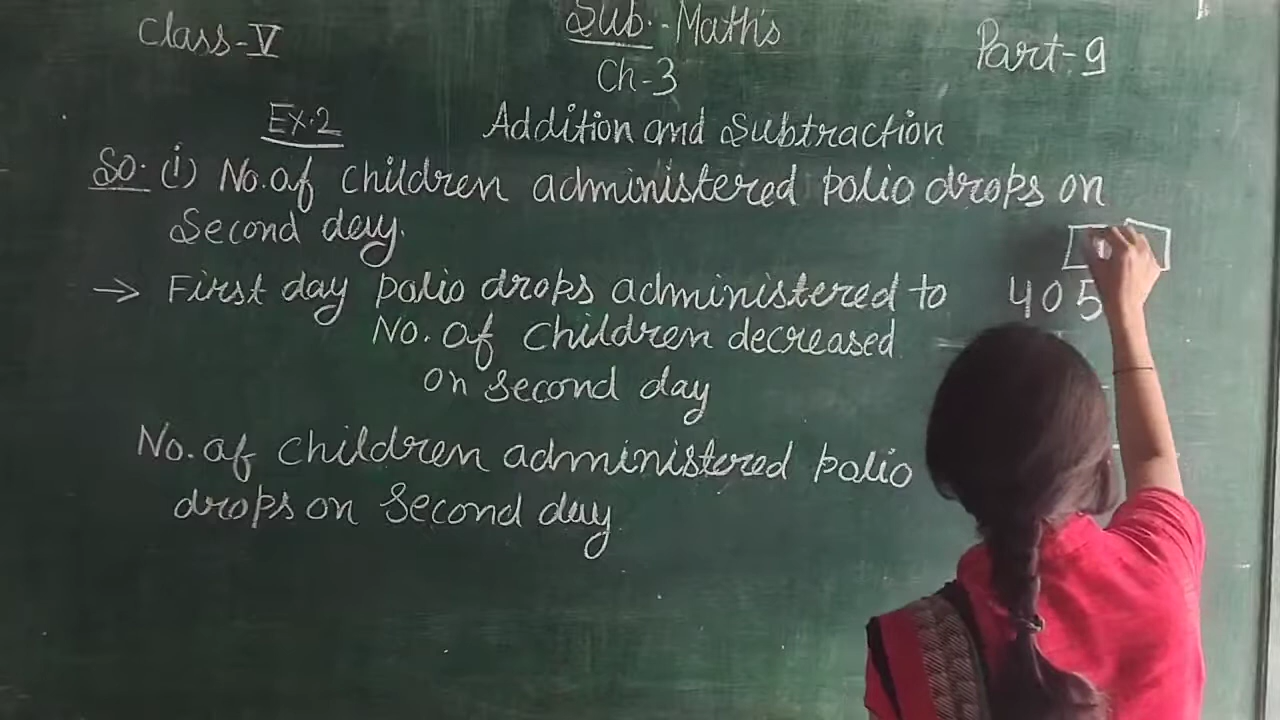 Class-V
Sub.-Math's
Part-9
Ch-3
Ex.2
Addition and Subtraction
So. (i) No. of children administered polio drops on
Second day.
→ First day polio drops administered to 405
No. of children decreased
on second day
No. of children administered polio
drops on second day